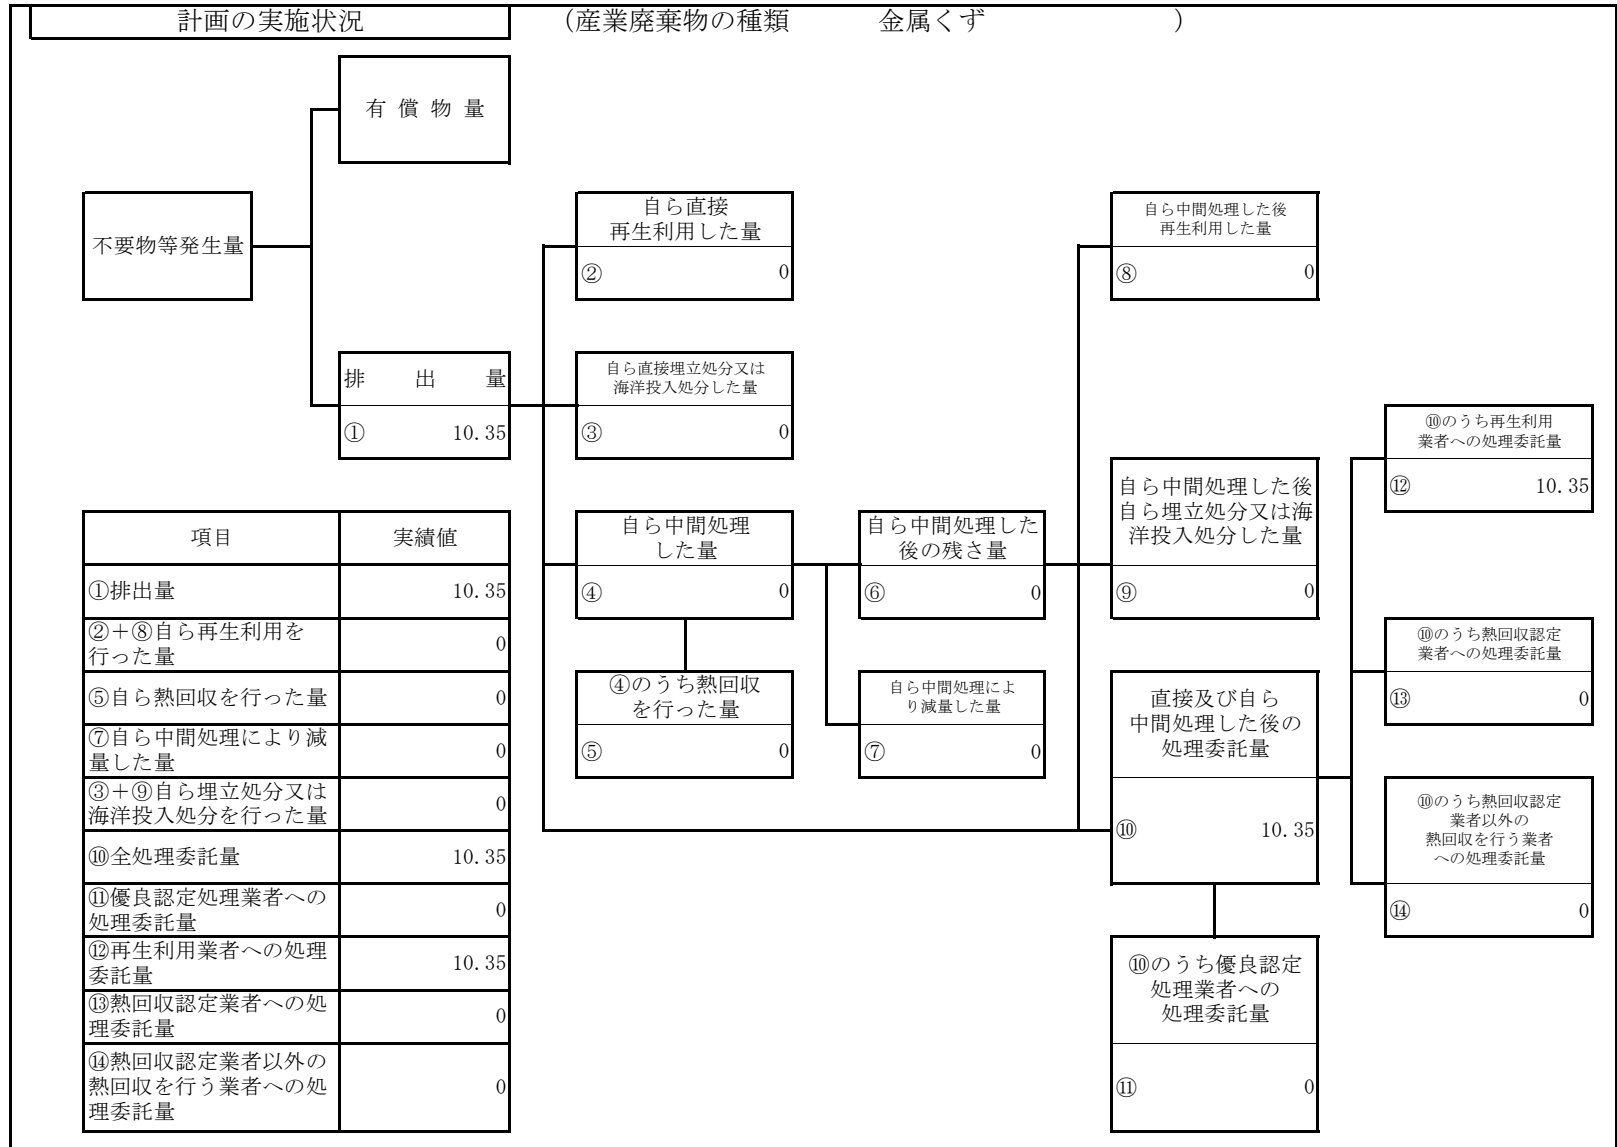 計画の実施状況 （産業廃棄物の種類 金属くず ）
有 償 物 量
不要物等発生量
自ら直接
再生利用した量
② 0
自ら中間処理した後
再生利用した量
⑧ 0
排 出 量
① 10.35
自ら直接埋立処分又は
海洋投入処分した量
③ 0
⑩のうち再生利用
業者への処理委託量
⑫ 10.35
自ら中間処理した後
自ら埋立処分又は海
洋投入処分した量
⑨ 0
自ら中間処理
した量
④ 0
自ら中間処理した
後の残さ量
⑥ 0
⑩のうち熱回収認定
業者への処理委託量
⑬ 0
④のうち熱回収
を行った量
⑤ 0
自ら中間処理によ
り減量した量
⑦ 0
直接及び自ら
中間処理した後の
処理委託量
⑩ 10.35
⑩のうち熱回収認定
業者以外の
熱回収を行う業者
への処理委託量
⑭ 0
⑩のうち優良認定
処理業者への
処理委託量
⑪ 0
項目 実績値
①排出量 10.35
②＋⑧自ら再生利用を
行った量 0
⑤自ら熱回収を行った量 0
⑦自ら中間処理により減
量した量 0
③＋⑨自ら埋立処分又は
海洋投入処分を行った量 0
⑩全処理委託量 10.35
⑪優良認定処理業者への
処理委託量 0
⑫再生利用業者への処理
委託量 10.35
⑬熱回収認定業者への処
理委託量 0
⑭熱回収認定業者以外の
熱回収を行う業者への処
理委託量 0